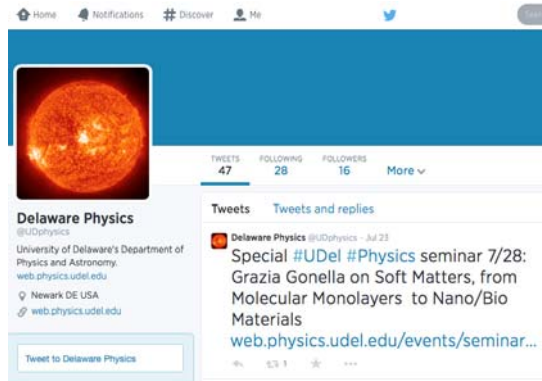 Home Notifications # Discover Me
TWEETS FOLLOWING FOLLOWERS
47 28 16 More
Delaware Physics
@UDphysics
University of Delaware's Department of
Physics and Astronomy.
web.physics.udel.edu
Newark DE USA
web.physics.udel.edu
Tweet to Delaware Physics
Tweets Tweets and replies
Delaware Physics @UDphysics · Jul 23
Special #UDel #Physics seminar 7/28:
Grazia Gonella on Soft Matters, from
Molecular Monolayers to Nano/Bio
Materials
web.physics.udel.edu/events/seminar...
1